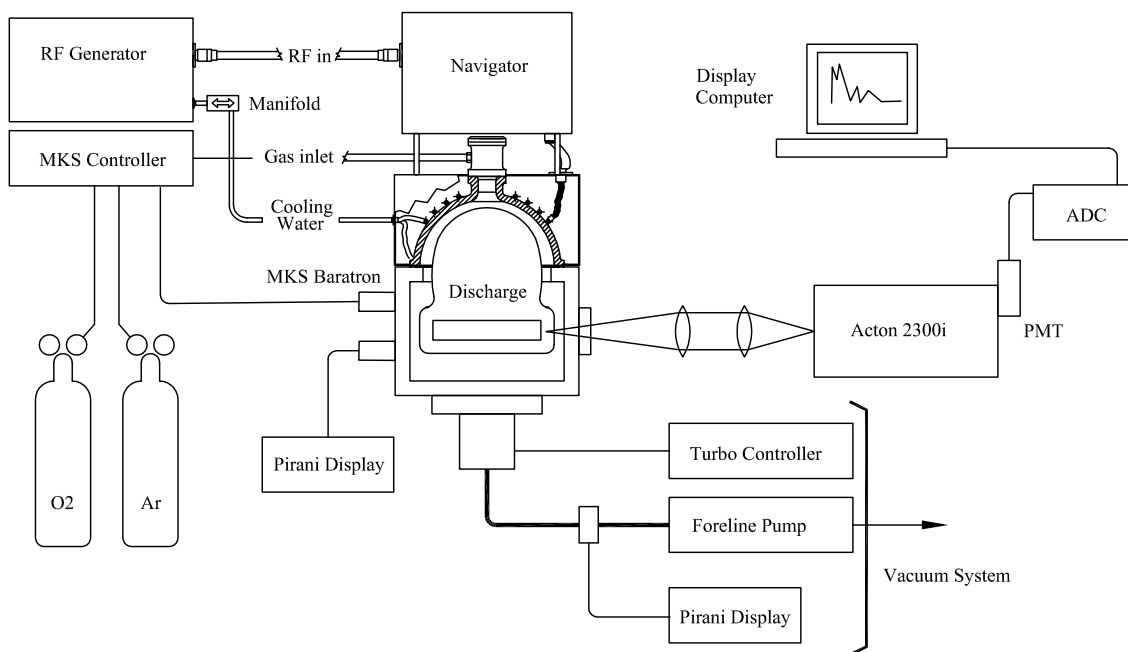 RF Generator
RF in
Navigator
Display
Computer
Manifold
MKS Controller
Gas inlet
Cooling
Water
ADC
MKS Baratron
Discharge
Acton 2300i
PMT
Pirani Display
Turbo Controller
O2
Ar
Foreline Pump
Vacuum System
Pirani Display